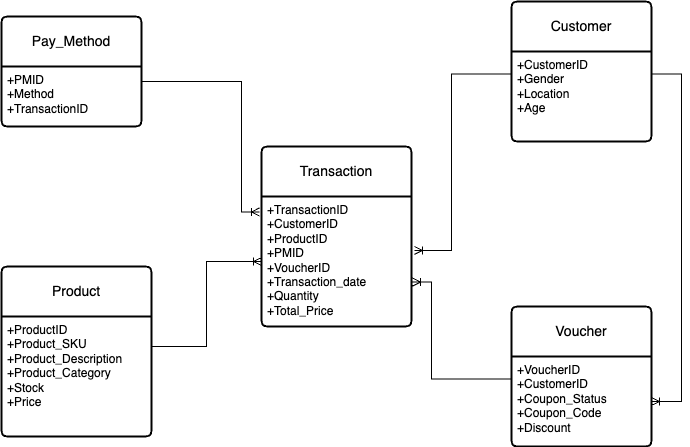 Pay_Method
+PMID
+Method
+TransactionID
Customer
+CustomerID
+Gender
+Location
+Age
Transaction
+TransactionID
+CustomerID
+ProductID
+PMID
+VoucherID
+Transaction_date
+Quantity
+Total_Price
Product
+ProductID
+Product_SKU
+Product_Description
+Product_Category
+Stock
+Price
Voucher
+VoucherID
+CustomerID
+Coupon_Status
+Coupon_Code
+Discount